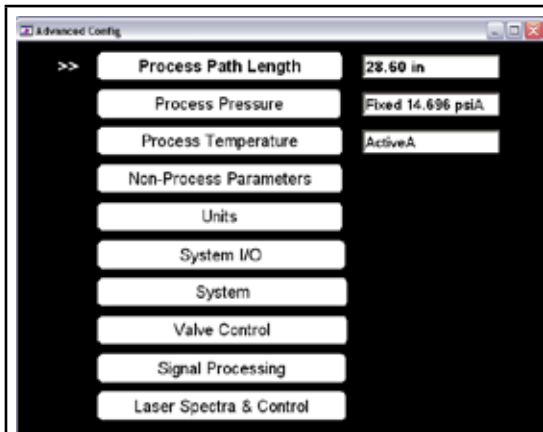 Advanced Config
>> Process Path Length 28.60 in
Process Pressure Fixed 14.696 psiA
Process Temperature ActiveA
Non-Process Parameters
Units
System I/O
System
Valve Control
Signal Processing
Laser Spectra & Control